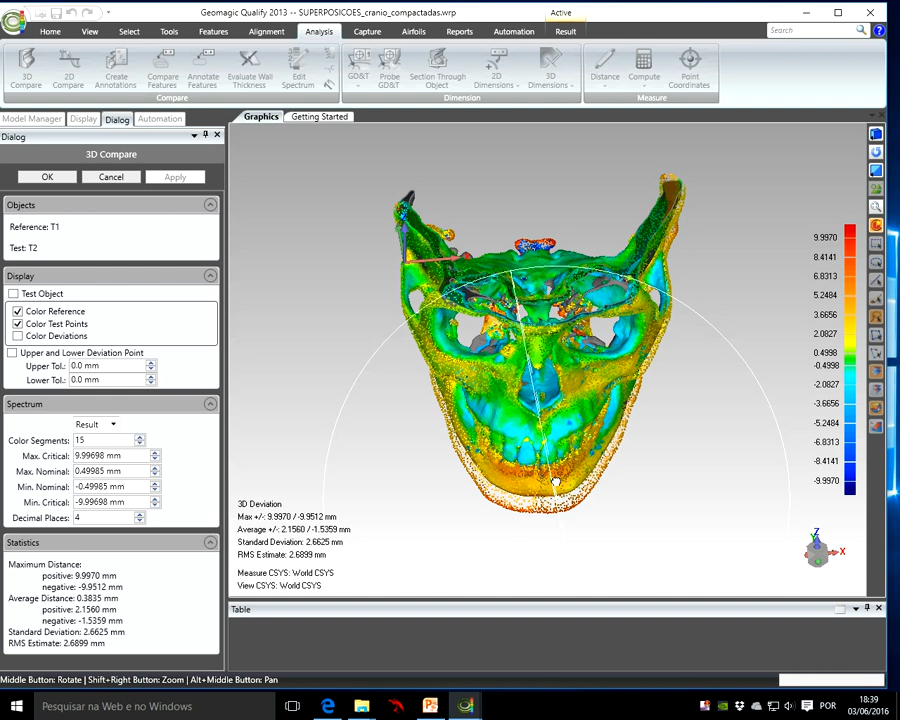 Geomagic Qualify 2013 -- SUPERPOSICOES_cranio_compactadas.wrp
Active
Home View Select Tools Features Alignment Analysis Capture Airfoils Reports Automation Result
Search
3D Compare
2D Compare
Create Annotations
Compare Features
Annotate Features
Evaluate Wall Thickness
Edit Spectrum
GD&T
Probe GD&T
Section Through Object
2D Dimensions
3D Dimensions
Distance
Compute
Point Coordinates
Compare
Dimension
Measure
Model Manager Display Dialog Automation
Graphics Getting Started
Dialog
3D Compare
OK Cancel Apply
Objects
Reference: T1
Test: T2
Display
Test Object
Color Reference
Color Test Points
Color Deviations
Upper and Lower Deviation Point
Upper Tol.: 0.0 mm
Lower Tol.: 0.0 mm
Spectrum
Result
Color Segments: 15
Max. Critical: 9.99698 mm
Max. Nominal: 0.49985 mm
Min. Nominal: -0.49985 mm
Min. Critical: -9.99698 mm
Decimal Places: 4
Statistics
Maximum Distance:
positive: 9.9970 mm
negative: -9.9512 mm
Average Distance: 0.3835 mm
positive: 2.1560 mm
negative: -1.5359 mm
Standard Deviation: 2.6625 mm
RMS Estimate: 2.6899 mm
9.9970
8.4141
6.8313
5.2484
3.6656
2.0827
0.4998
-0.4998
-2.0827
-3.6656
-5.2484
-6.8313
-8.4141
-9.9970
3D Deviation
Max +/-: 9.9970 / -9.9512 mm
Average +/-: 2.1560 / -1.5359 mm
Standard Deviation: 2.6625 mm
RMS Estimate: 2.6899 mm
Measure CSYS: World CSYS
View CSYS: World CSYS
Z
Y
X
Table
Middle Button: Rotate | Shift+Right Button: Zoom | Alt+Middle Button: Pan
Pesquisar na Web e no Windows
POR
18:39
03/06/2016